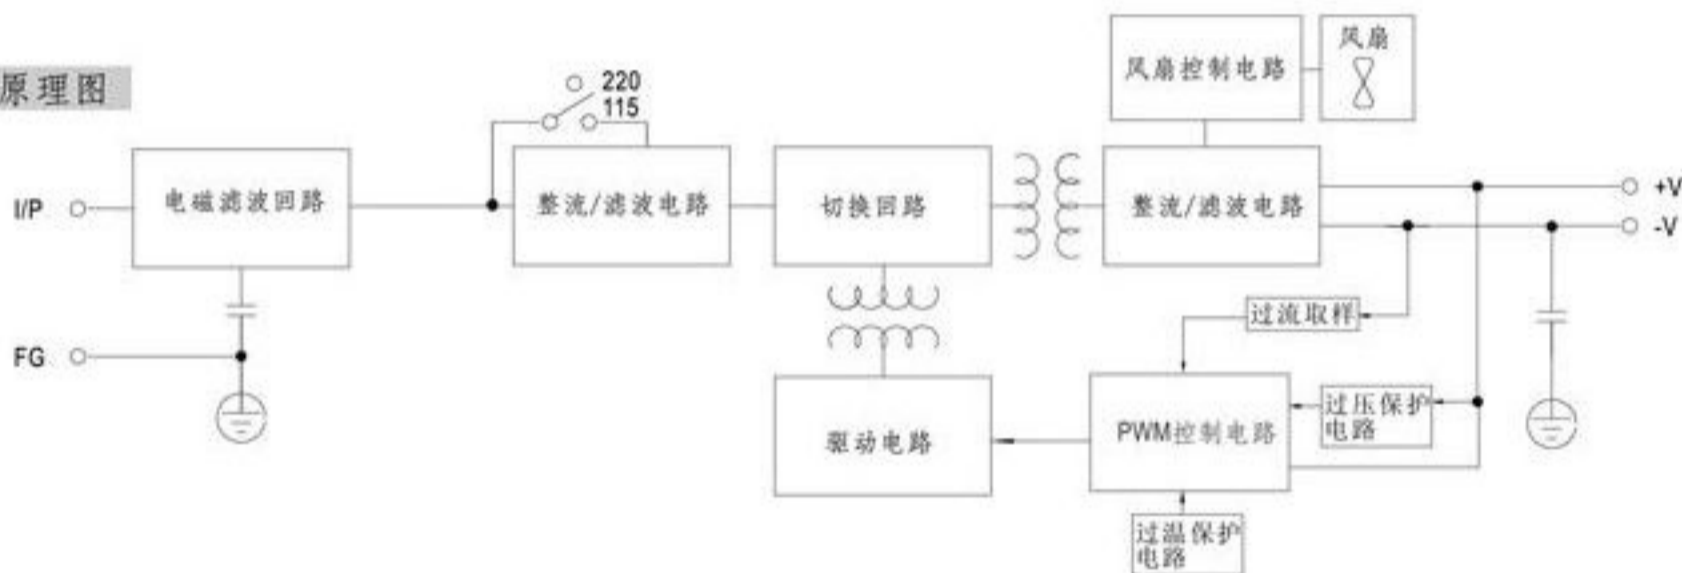 原理图
220
115
风扇控制电路
风扇
I/P
电磁滤波回路
整流/滤波电路
切换回路
整流/滤波电路
+V
-V
过流取样
FG
驱动电路
PWM控制电路
过压保护
电路
过温保护
电路